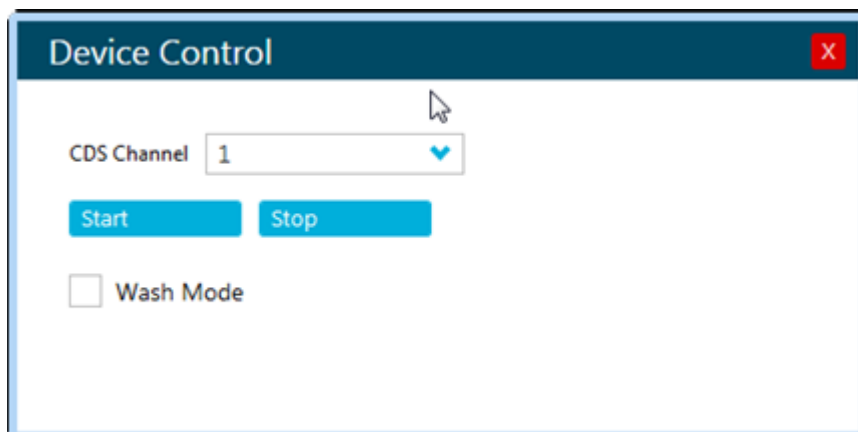 Device Control X
CDS Channel 1
Start Stop
Wash Mode